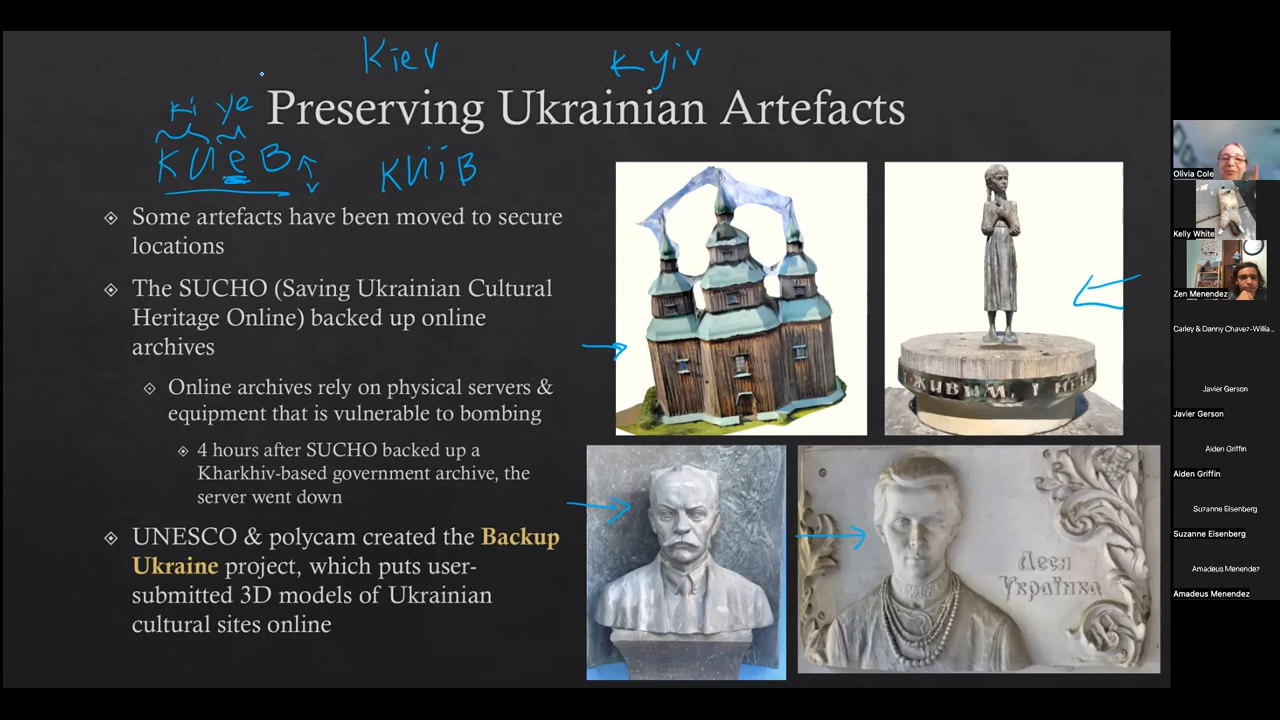 Kiev
Kyiv
ki ye
Preserving Ukrainian Artefacts
киев
київ
Some artefacts have been moved to secure
locations
The SUCHO (Saving Ukrainian Cultural
Heritage Online) backed up online
archives
Online archives rely on physical servers &
equipment that is vulnerable to bombing
4 hours after SUCHO backed up a
Kharkhiv-based government archive, the
server went down
UNESCO & polycam created the Backup
Ukraine project, which puts user-
submitted 3D models of Ukrainian
cultural sites online
ЖИВИМ, І
Леся
Українка
Olivia Cole
Kelly White
Zen Menendez
Carley & Danny Chavez-Willia...
Javier Gerson
Javier Gerson
Aiden Griffin
Aiden Griffin
Suzanne Eisenberg
Suzanne Eisenberg
Amadeus Menendez
Amadeus Menendez